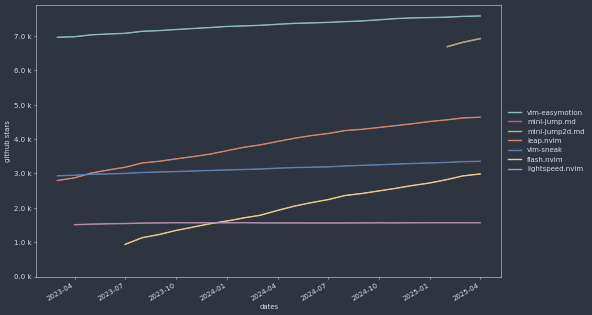 7.0 k
6.0 k
5.0 k
4.0 k
3.0 k
2.0 k
1.0 k
0.0 k
github stars
2023-04
2023-07
2023-10
2024-01
2024-04
2024-07
2024-10
2025-01
2025-04
dates
vim-easymotion
mini-jump.md
mini-jump2d.md
leap.nvim
vim-sneak
flash.nvim
lightspeed.nvim